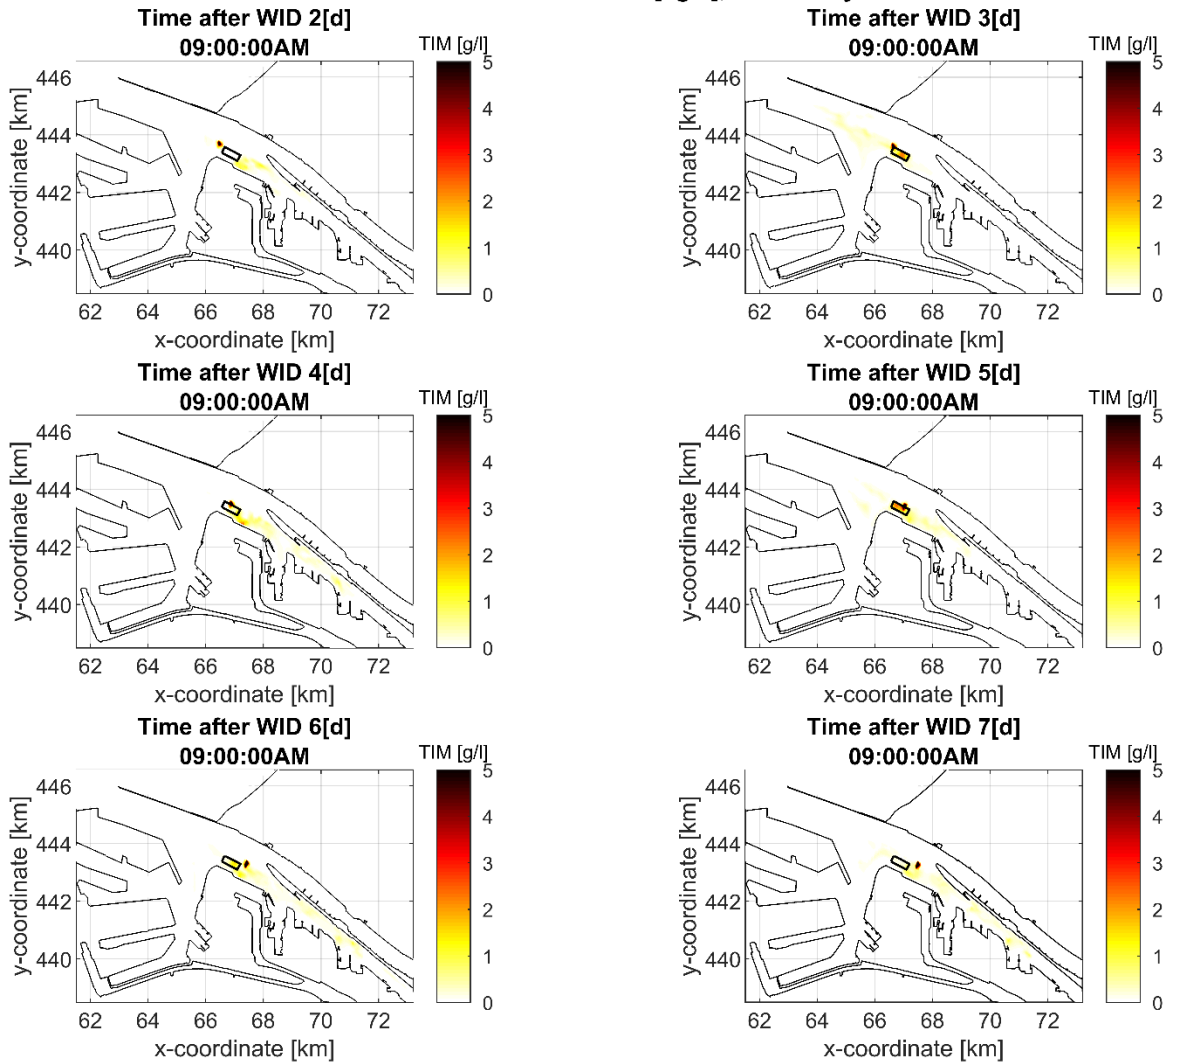 Time after WID 2[d]
09:00:00AM
TIM [g/l]
y-coordinate [km]
446
444
442
440
62 64 66 68 70 72
x-coordinate [km]
5
4
3
2
1
0
Time after WID 3[d]
09:00:00AM
TIM [g/l]
y-coordinate [km]
446
444
442
440
62 64 66 68 70 72
x-coordinate [km]
5
4
3
2
1
0
Time after WID 4[d]
09:00:00AM
TIM [g/l]
y-coordinate [km]
446
444
442
440
62 64 66 68 70 72
x-coordinate [km]
5
4
3
2
1
0
Time after WID 5[d]
09:00:00AM
TIM [g/l]
y-coordinate [km]
446
444
442
440
62 64 66 68 70 72
x-coordinate [km]
5
4
3
2
1
0
Time after WID 6[d]
09:00:00AM
TIM [g/l]
y-coordinate [km]
446
444
442
440
62 64 66 68 70 72
x-coordinate [km]
5
4
3
2
1
0
Time after WID 7[d]
09:00:00AM
TIM [g/l]
y-coordinate [km]
446
444
442
440
62 64 66 68 70 72
x-coordinate [km]
5
4
3
2
1
0